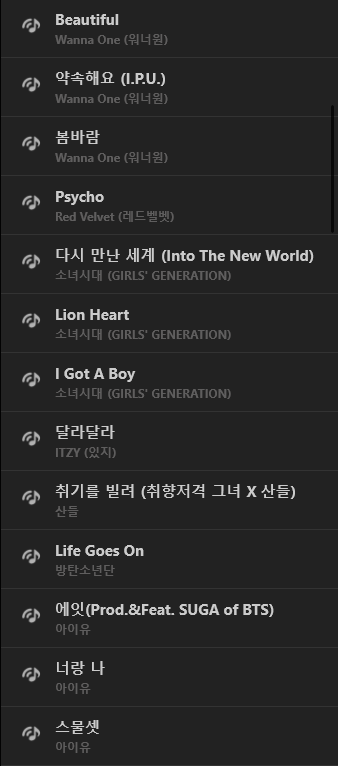 Beautiful
Wanna One (워너원)
약속해요 (I.P.U.)
Wanna One (워너원)
봄바람
Wanna One (워너원)
Psycho
Red Velvet (레드벨벳)
다시 만난 세계 (Into The New World)
소녀시대 (GIRLS' GENERATION)
Lion Heart
소녀시대 (GIRLS' GENERATION)
I Got A Boy
소녀시대 (GIRLS' GENERATION)
달라달라
ITZY (있지)
취기를 빌려 (취향저격 그녀 X 산들)
산들
Life Goes On
방탄소년단
에잇(Prod.&Feat. SUGA of BTS)
아이유
너랑 나
아이유
스물셋
아이유